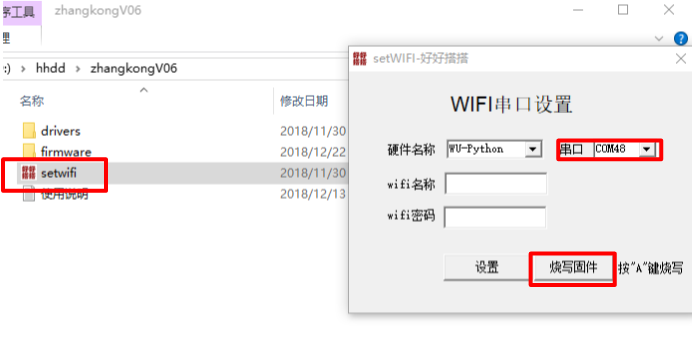 序工具
zhangkongV06
理
:) › hhdd › zhangkongV06
名称
修改日期
drivers
2018/11/30
firmware
2018/12/22
setwifi
2018/11/30
使用说明
2018/12/13
setWIFI-好好搭搭
WIFI串口设置
硬件名称
WU-Python
串口
COM48
wifi名称
wifi密码
设置
烧写固件
按"A"键烧写